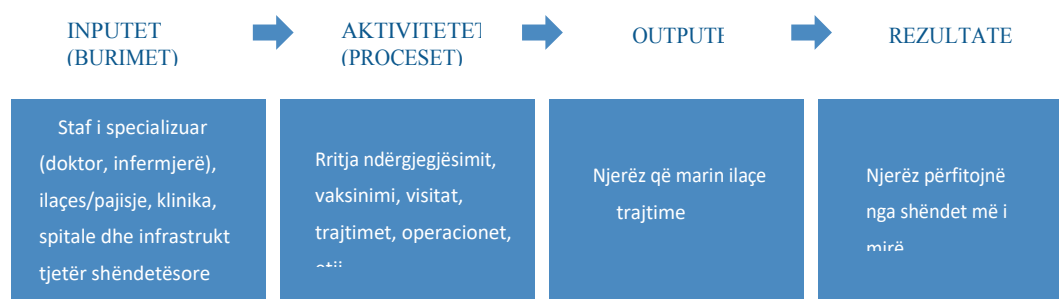 INPUTET
(BURIMET)
AKTIVITETET
(PROCESET)
OUTPUTE
REZULTATE
Staf i specializuar
(doktor, infermjerë),
ilaçes/pajisje, klinika,
spitale dhe infrastrukt
tjetër shëndetësore
Rritja ndërgjegjësimit,
vaksinimi, visitat,
trajtimet, operacionet,
Njerëz që marin ilaçe
trajtime
Njerëz përfitojnë
nga shëndet më i
mirë